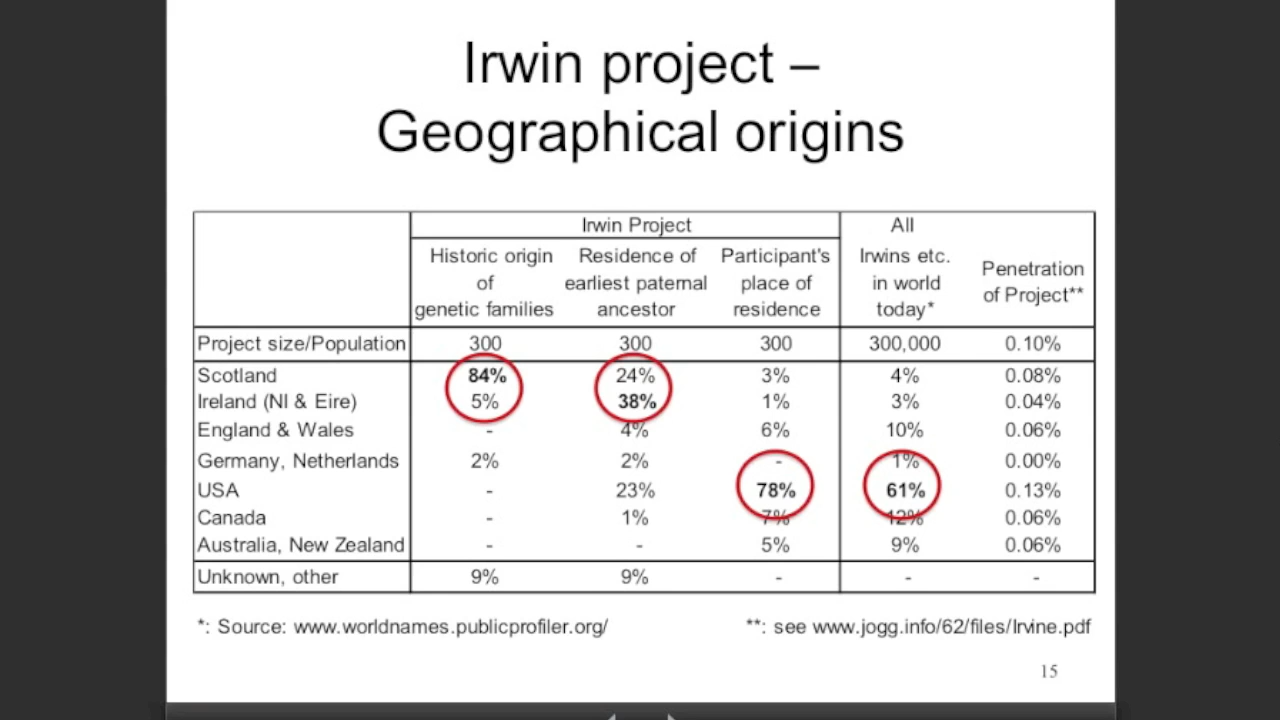 Irwin project –
Geographical origins
Irwin Project All
Historic origin Residence of Participant's Irwins etc. Penetration
of earliest paternal place of in world of Project**
genetic families ancestor residence today*
Project size/Population 300 300 300 300,000 0.10%
Scotland 84% 24% 3% 4% 0.08%
Ireland (NI & Eire) 5% 38% 1% 3% 0.04%
England & Wales - 4% 6% 10% 0.06%
Germany, Netherlands 2% 2% - 1% 0.00%
USA - 23% 78% 61% 0.13%
Canada - 1% 7% 12% 0.06%
Australia, New Zealand - - 5% 9% 0.06%
Unknown, other 9% 9% - - -
*: Source: www.worldnames.publicprofiler.org/ **: see www.jogg.info/62/files/Irvine.pdf
15